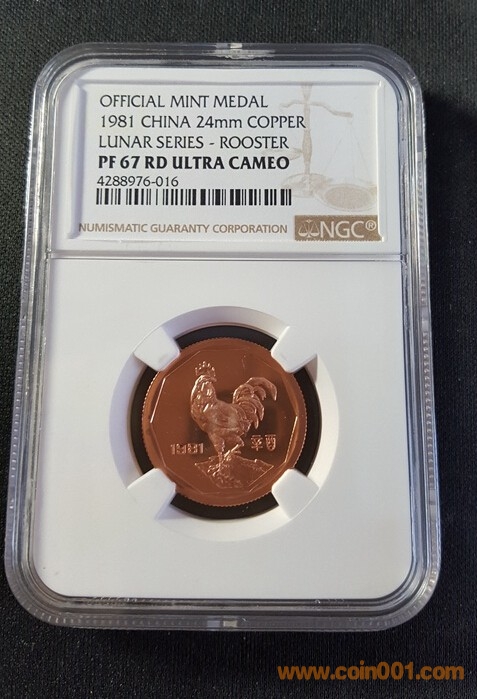 OFFICIAL MINT MEDAL
1981 CHINA 24mm COPPER
LUNAR SERIES - ROOSTER
PF 67 RD ULTRA CAMEO
4288976-016
NUMISMATIC GUARANTY CORPORATION NGC®
1981 辛酉
www.coin001.com